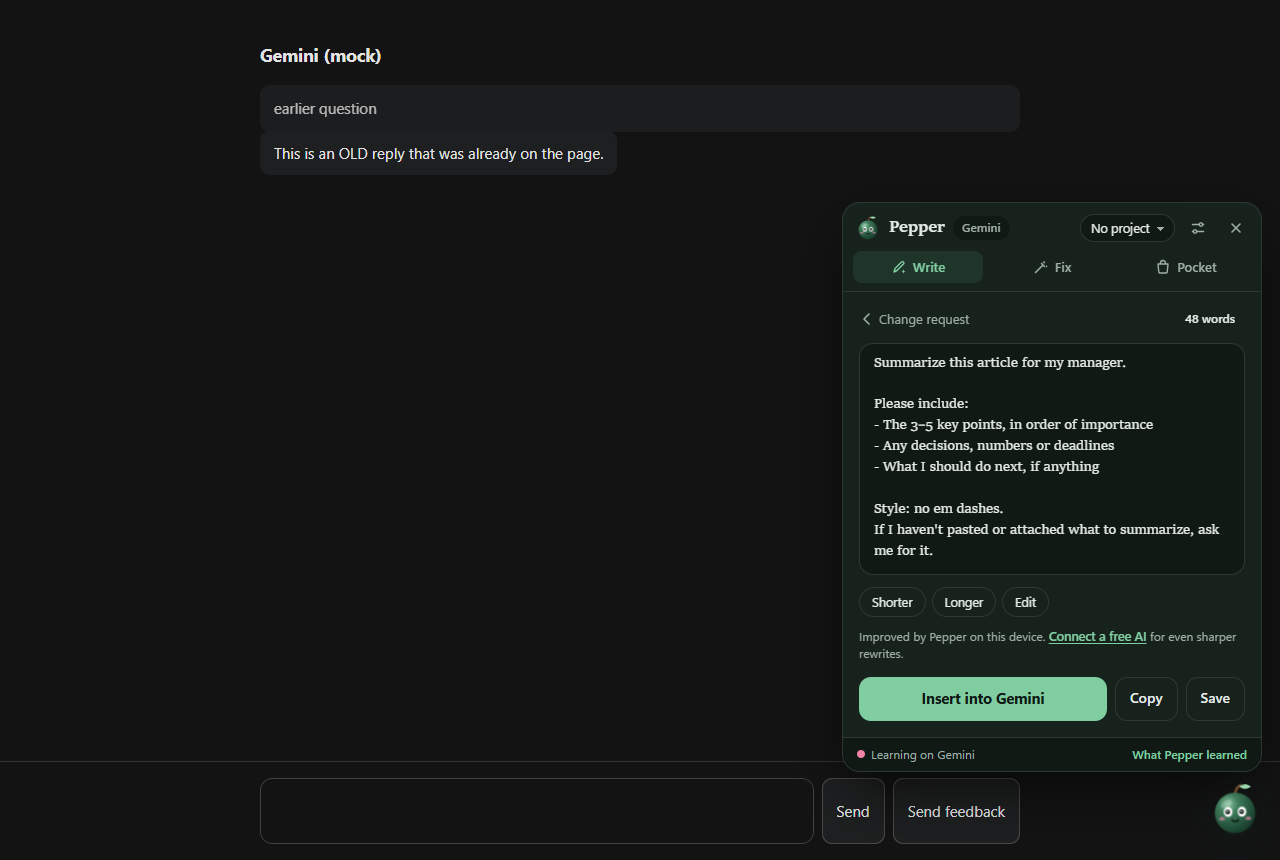 Gemini (mock)
earlier question
This is an OLD reply that was already on the page.
Pepper
Gemini
No project
Write
Fix
Pocket
Change request
48 words
Summarize this article for my manager.
Please include:
- The 3–5 key points, in order of importance
- Any decisions, numbers or deadlines
- What I should do next, if anything
Style: no em dashes.
If I haven't pasted or attached what to summarize, ask
me for it.
Shorter
Longer
Edit
Improved by Pepper on this device. Connect a free AI for even sharper
rewrites.
Insert into Gemini
Copy
Save
Learning on Gemini
What Pepper learned
Send
Send feedback